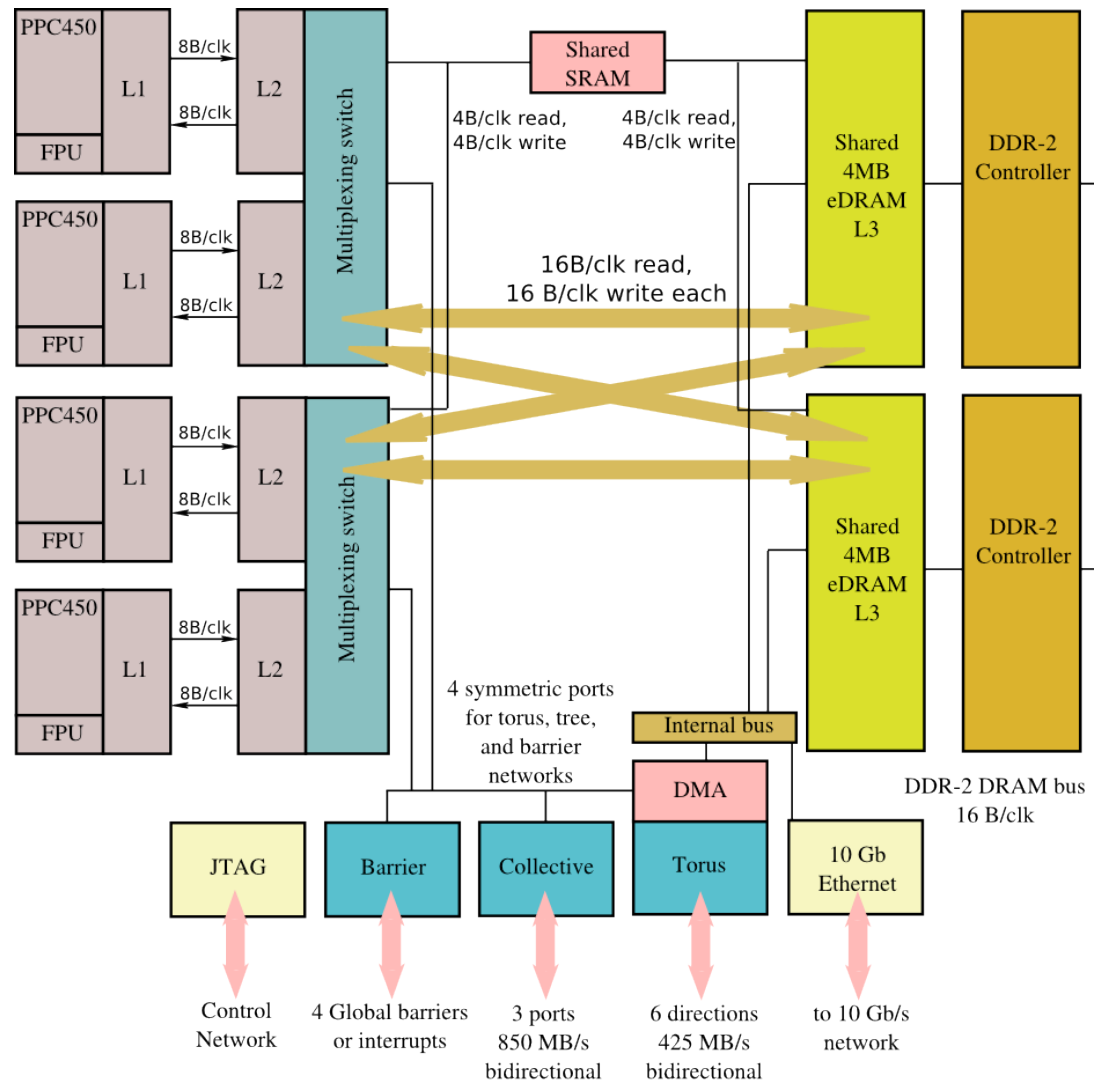 PPC450
FPU
L1
8B/clk
8B/clk
L2
Multiplexing switch
PPC450
FPU
L1
8B/clk
8B/clk
L2
PPC450
FPU
L1
8B/clk
8B/clk
L2
Multiplexing switch
PPC450
FPU
L1
8B/clk
8B/clk
L2
Shared
SRAM
4B/clk read,
4B/clk write
4B/clk read,
4B/clk write
16B/clk read,
16 B/clk write each
Shared
4MB
eDRAM
L3
DDR-2
Controller
Shared
4MB
eDRAM
L3
DDR-2
Controller
4 symmetric ports
for torus, tree,
and barrier
networks
Internal bus
DMA
DDR-2 DRAM bus
16 B/clk
JTAG
Barrier
Collective
Torus
10 Gb
Ethernet
Control
Network
4 Global barriers
or interrupts
3 ports
850 MB/s
bidirectional
6 directions
425 MB/s
bidirectional
to 10 Gb/s
network